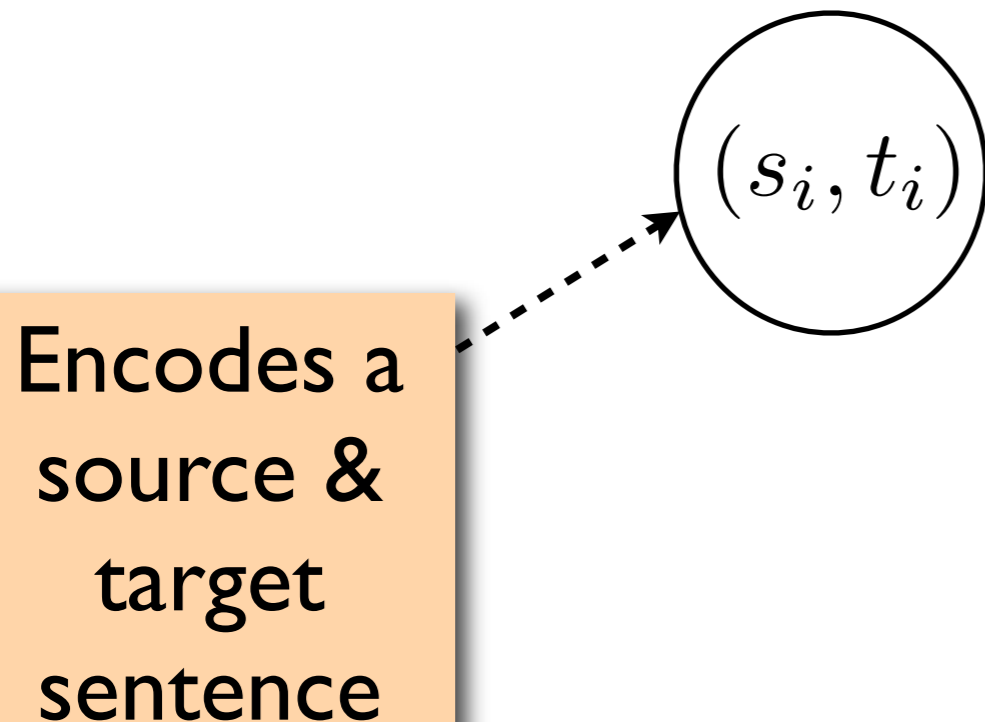 (s_i, t_i)
Encodes a
source &
target
sentence